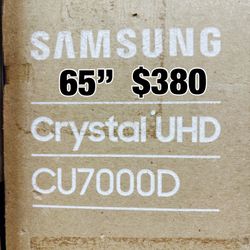 SAMSUNG
65” $380
Crystal UHD
CU7000D